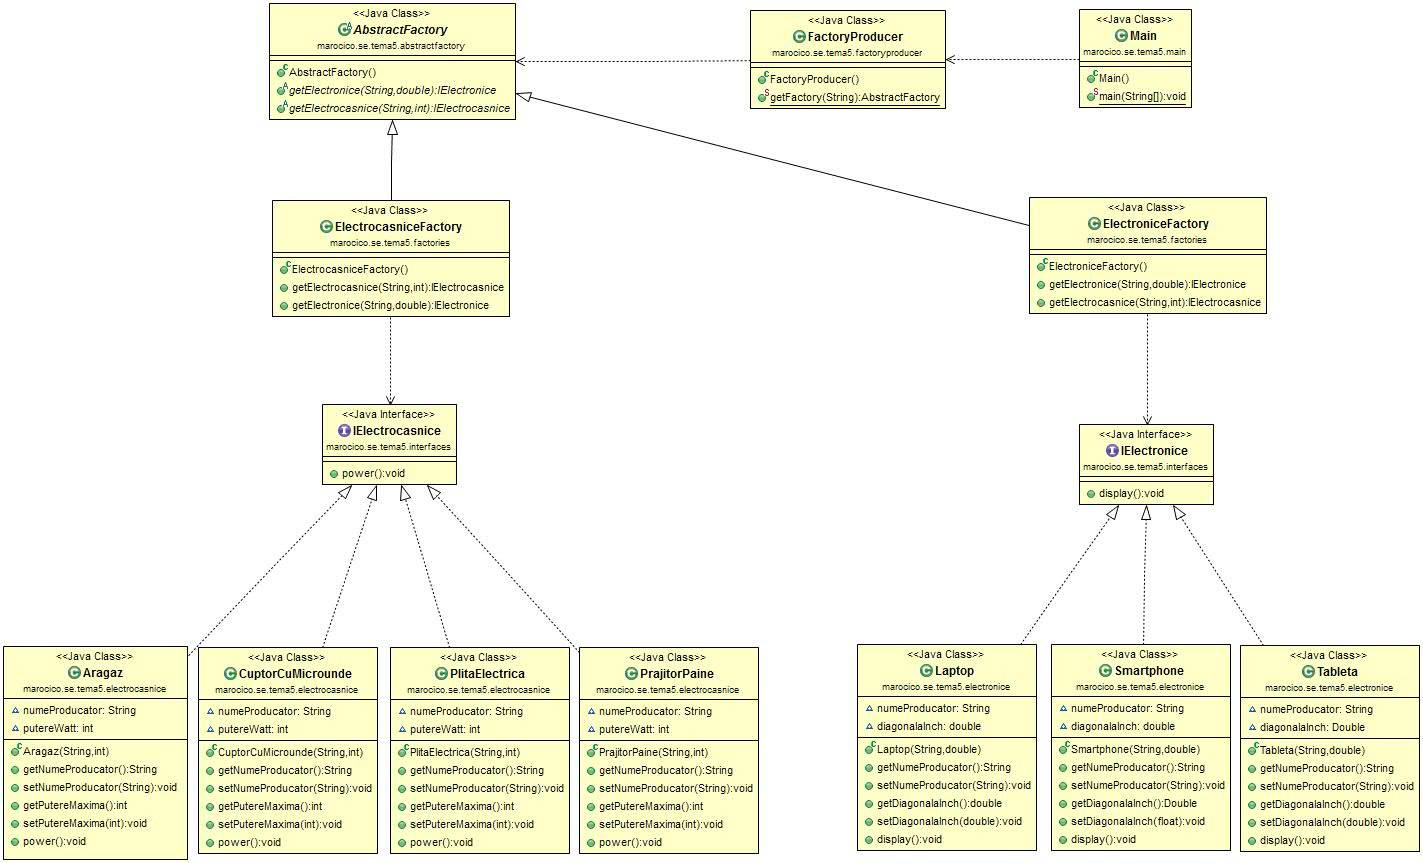 <<Java Class>>
AbstractFactory
marocico.se.tema5.abstractfactory
AbstractFactory()
getElectronice(String,double):IElectronice
getElectrocasnice(String,int):IElectrocasnice
<<Java Class>>
FactoryProducer
marocico.se.tema5.factoryproducer
FactoryProducer()
getFactory(String):AbstractFactory
<<Java Class>>
Main
marocico.se.tema5.main
Main()
main(String[]):void
<<Java Class>>
ElectrocasniceFactory
marocico.se.tema5.factories
ElectrocasniceFactory()
getElectrocasnice(String,int):IElectrocasnice
getElectronice(String,double):IElectronice
<<Java Class>>
ElectroniceFactory
marocico.se.tema5.factories
ElectroniceFactory()
getElectronice(String,double):IElectronice
getElectrocasnice(String,int):IElectrocasnice
<<Java Interface>>
IElectrocasnice
marocico.se.tema5.interfaces
power():void
<<Java Interface>>
IElectronice
marocico.se.tema5.interfaces
display():void
<<Java Class>>
Aragaz
marocico.se.tema5.electrocasnice
numeProducator: String
putereWatt: int
Aragaz(String,int)
getNumeProducator():String
setNumeProducator(String):void
getPutereMaxima():int
setPutereMaxima(int):void
power():void
<<Java Class>>
CuptorCuMicrounde
marocico.se.tema5.electrocasnice
numeProducator: String
putereWatt: int
CuptorCuMicrounde(String,int)
getNumeProducator():String
setNumeProducator(String):void
getPutereMaxima():int
setPutereMaxima(int):void
power():void
<<Java Class>>
PlitaElectrica
marocico.se.tema5.electrocasnice
numeProducator: String
putereWatt: int
PlitaElectrica(String,int)
getNumeProducator():String
setNumeProducator(String):void
getPutereMaxima():int
setPutereMaxima(int):void
power():void
<<Java Class>>
PrajitorPaine
marocico.se.tema5.electrocasnice
numeProducator: String
putereWatt: int
PrajitorPaine(String,int)
getNumeProducator():String
setNumeProducator(String):void
getPutereMaxima():int
setPutereMaxima(int):void
power():void
<<Java Class>>
Laptop
marocico.se.tema5.electronice
numeProducator: String
diagonalaInch: double
Laptop(String,double)
getNumeProducator():String
setNumeProducator(String):void
getDiagonalaInch():double
setDiagonalaInch(double):void
display():void
<<Java Class>>
Smartphone
marocico.se.tema5.electronice
numeProducator: String
diagonalaInch: double
Smartphone(String,double)
getNumeProducator():String
setNumeProducator(String):void
getDiagonalaInch():Double
setDiagonalaInch(float):void
display():void
<<Java Class>>
Tableta
marocico.se.tema5.electronice
numeProducator: String
diagonalaInch: Double
Tableta(String,double)
getNumeProducator():String
setNumeProducator(String):void
getDiagonalaInch():double
setDiagonalaInch(double):void
display():void